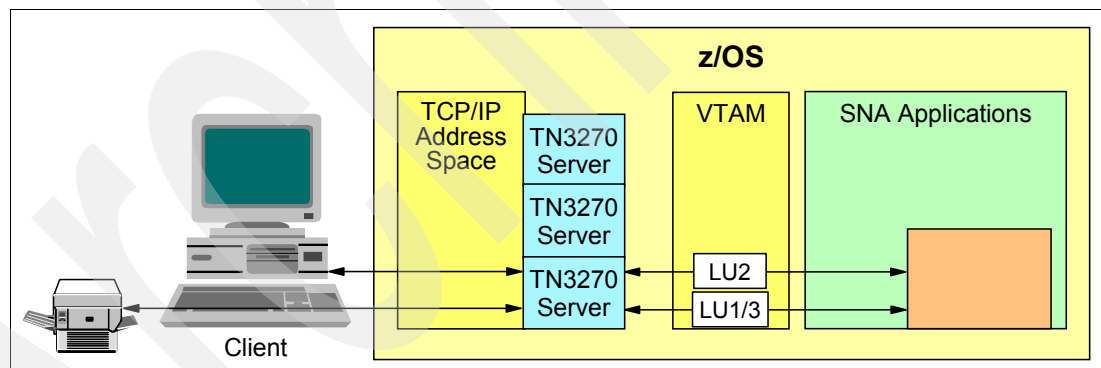 z/OS
TCP/IP
Address
Space
TN3270
Server
TN3270
Server
TN3270
Server
VTAM
SNA Applications
LU2
LU1/3
Client